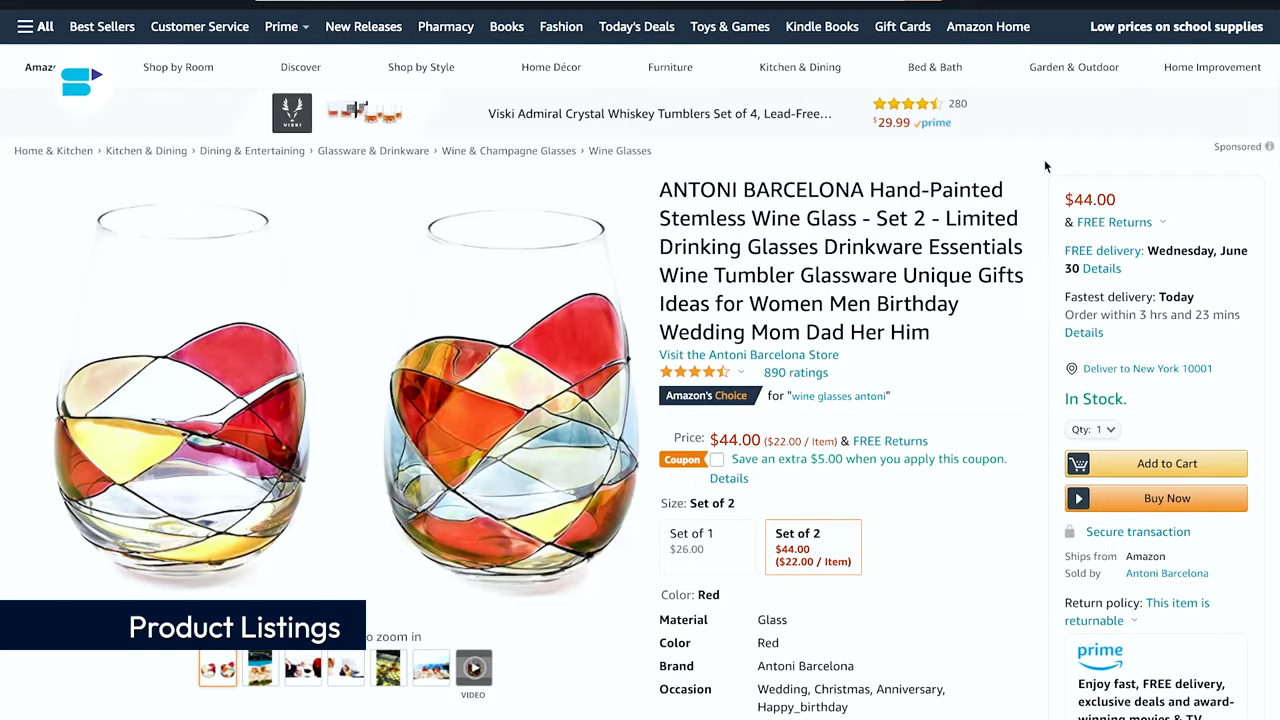 All Best Sellers Customer Service Prime New Releases Pharmacy Books Fashion Today's Deals Toys & Games Kindle Books Gift Cards Amazon Home Low prices on school supplies
Shop by Room Discover Shop by Style Home Décor Furniture Kitchen & Dining Bed & Bath Garden & Outdoor Home Improvement
VISKI
Viski Admiral Crystal Whiskey Tumblers Set of 4, Lead-Free... 280
$29.99 prime
Sponsored
Home & Kitchen › Kitchen & Dining › Dining & Entertaining › Glassware & Drinkware › Wine & Champagne Glasses › Wine Glasses
ANTONI BARCELONA Hand-Painted
Stemless Wine Glass - Set 2 - Limited
Drinking Glasses Drinkware Essentials
Wine Tumbler Glassware Unique Gifts
Ideas for Women Men Birthday
Wedding Mom Dad Her Him
Visit the Antoni Barcelona Store
890 ratings
Amazon's Choice for "wine glasses antoni"
Price: $44.00 ($22.00 / Item) & FREE Returns
Coupon Save an extra $5.00 when you apply this coupon.
Details
Size: Set of 2
Set of 1
$26.00
Set of 2
$44.00
($22.00 / Item)
Color: Red
Material Glass
Color Red
Brand Antoni Barcelona
Occasion Wedding, Christmas, Anniversary,
Happy_birthday
$44.00
& FREE Returns
FREE delivery: Wednesday, June
30 Details
Fastest delivery: Today
Order within 3 hrs and 23 mins
Details
Deliver to New York 10001
In Stock.
Qty: 1
Add to Cart
Buy Now
Secure transaction
Ships from Amazon
Sold by Antoni Barcelona
Return policy: This item is
returnable
prime
Enjoy fast, FREE delivery,
exclusive deals and award-
winning movies & TV
Product Listings
to zoom in
VIDEO